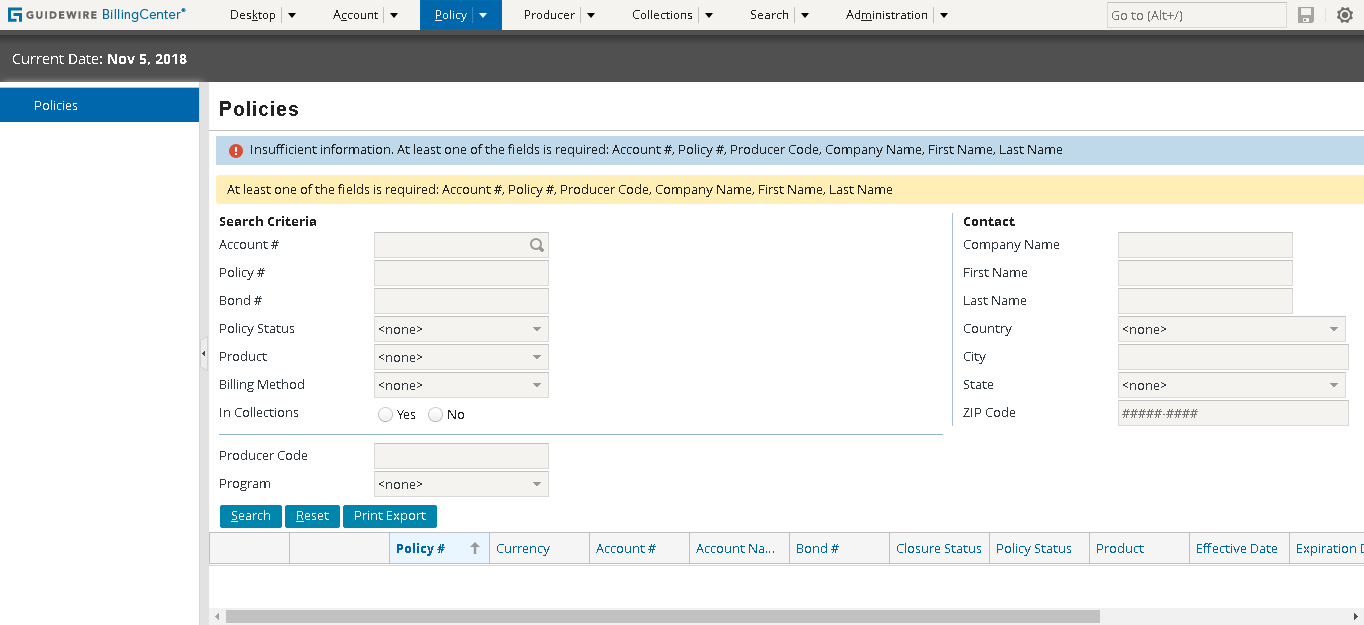 GUIDEWIRE BillingCenter® Desktop Account Policy Producer Collections Search Administration Go to (Alt+/)
Current Date: Nov 5, 2018
Policies
Policies
Insufficient information. At least one of the fields is required: Account #, Policy #, Producer Code, Company Name, First Name, Last Name
At least one of the fields is required: Account #, Policy #, Producer Code, Company Name, First Name, Last Name
Search Criteria
Account #
Policy #
Bond #
Policy Status <none>
Product <none>
Billing Method <none>
In Collections Yes No
Producer Code
Program <none>
Contact
Company Name
First Name
Last Name
Country <none>
City
State <none>
ZIP Code #####-####
Search Reset Print Export
Policy # Currency Account # Account Na... Bond # Closure Status Policy Status Product Effective Date Expiration D